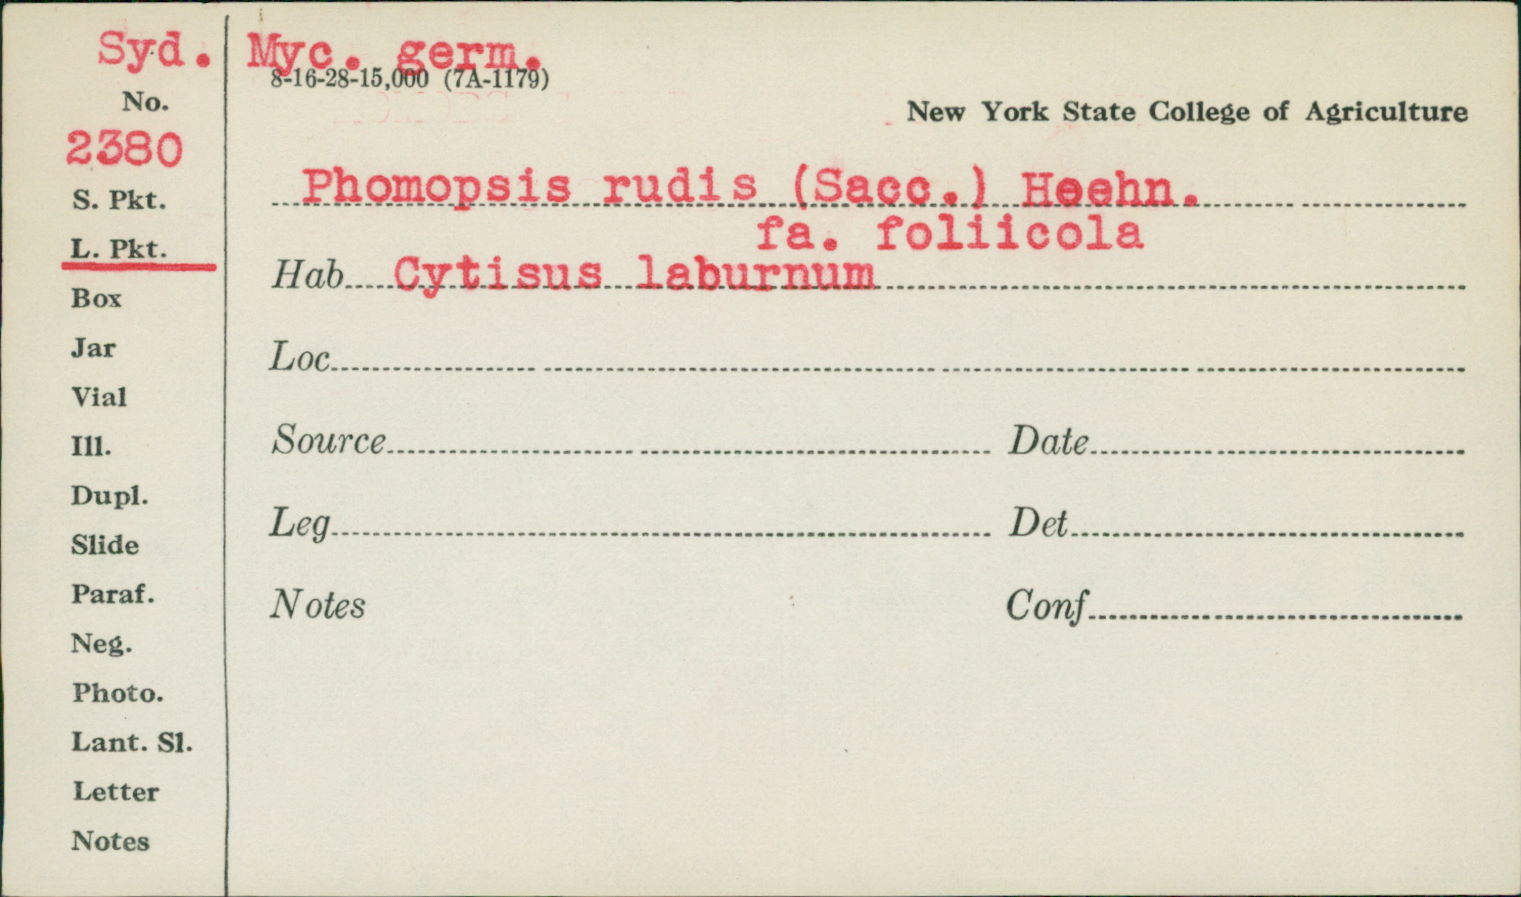 Syd. Myc. germ.
8-16-28-15,000 (7A-1179)
No.
New York State College of Agriculture
2380
Phomopsis rudis (Sacc.) Hoehn.
S. Pkt.
fa. foliicola
L. Pkt.
Hab Cytisus laburnum
Box
Jar
Loc
Vial
Ill.
Source Date
Dupl.
Leg Det
Slide
Paraf.
Notes Conf
Neg.
Photo.
Lant. Sl.
Letter
Notes